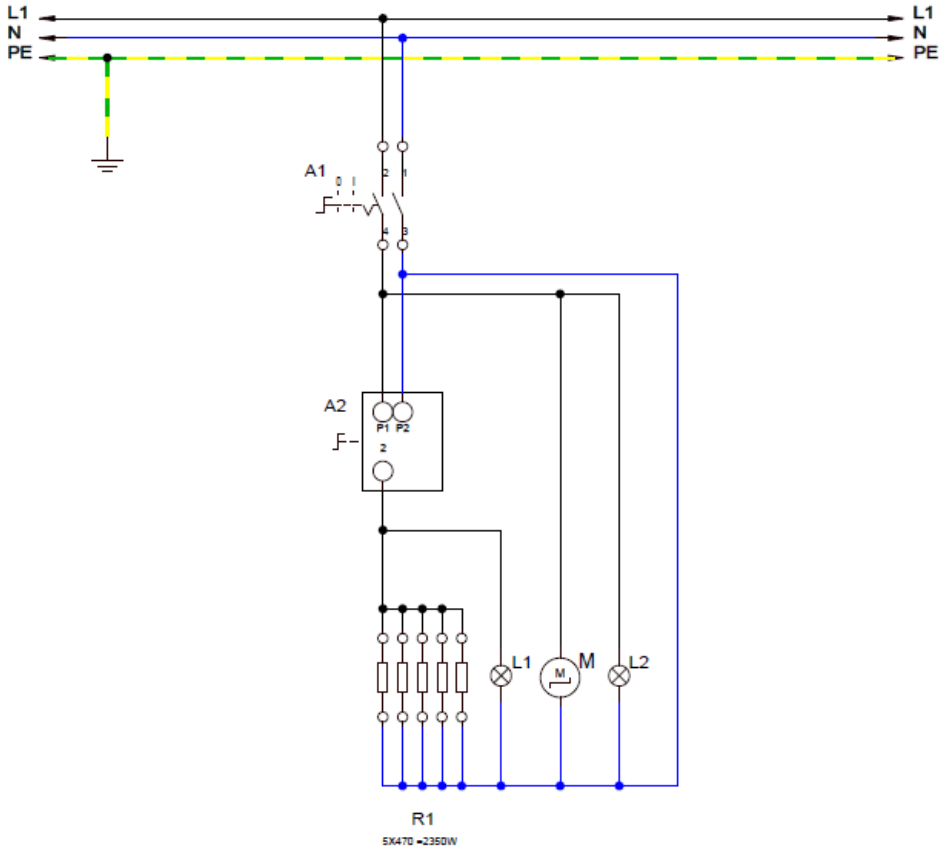 L1 L1
N N
PE PE
A1
0 I
2 1
4 3
A2
P1 P2
2
L1 M M L2
R1
5X470 =2350W